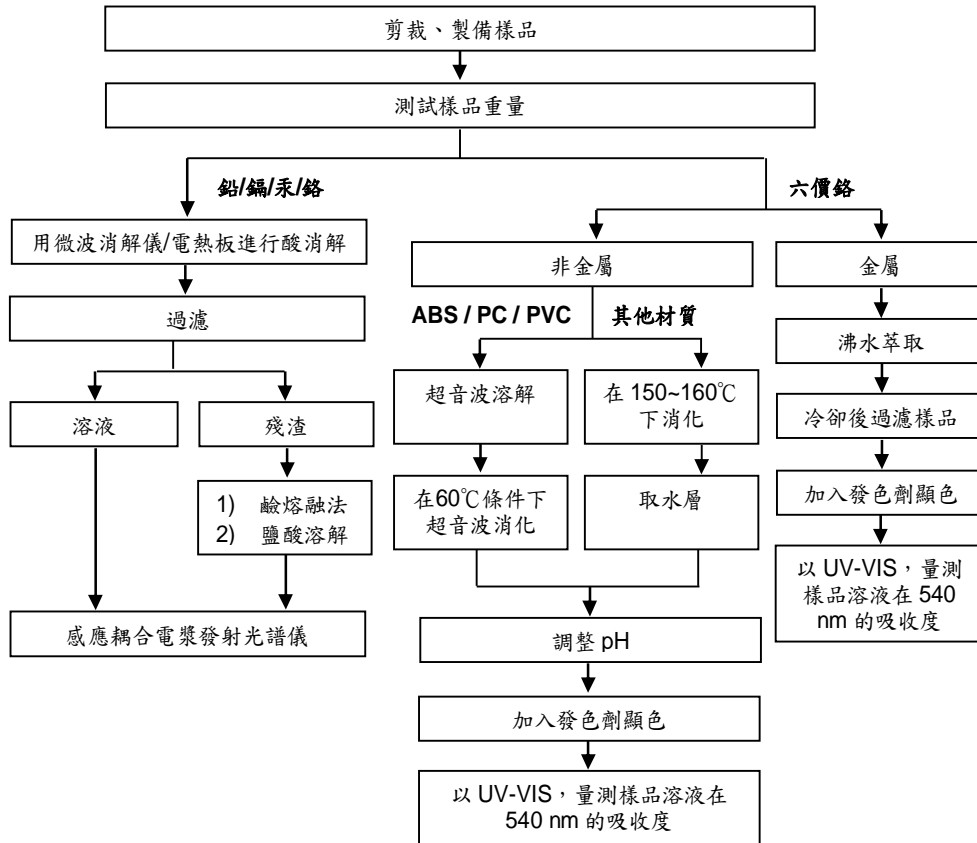 剪裁、製備樣品
測試樣品重量
鉛/鎘/汞/鉻
六價鉻
用微波消解儀/電熱板進行酸消解
非金屬
金屬
過濾
ABS / PC / PVC
其他材質
沸水萃取
溶液
殘渣
超音波溶解
在 150~160℃
下消化
冷卻後過濾樣品
1) 鹼熔融法
2) 鹽酸溶解
在60℃條件下
超音波消化
取水層
加入發色劑顯色
以 UV-VIS，量測
樣品溶液在 540
nm 的吸收度
感應耦合電漿發射光譜儀
調整 pH
加入發色劑顯色
以 UV-VIS，量測樣品溶液在
540 nm 的吸收度